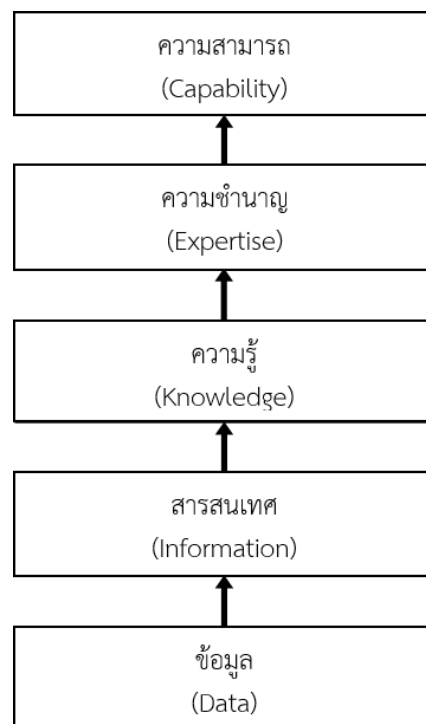 ความสามารถ
(Capability)
ความชำนาญ
(Expertise)
ความรู้
(Knowledge)
สารสนเทศ
(Information)
ข้อมูล
(Data)